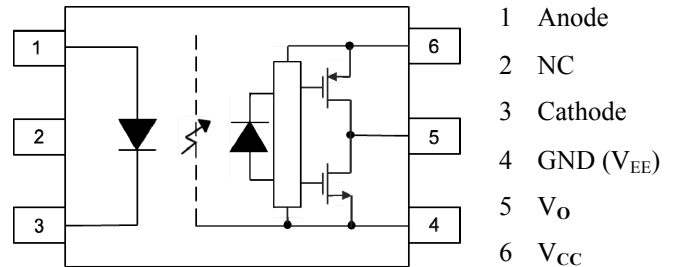 1
2
3
6
5
4
1 Anode
2 NC
3 Cathode
4 GND (VEE)
5 VO
6 VCC